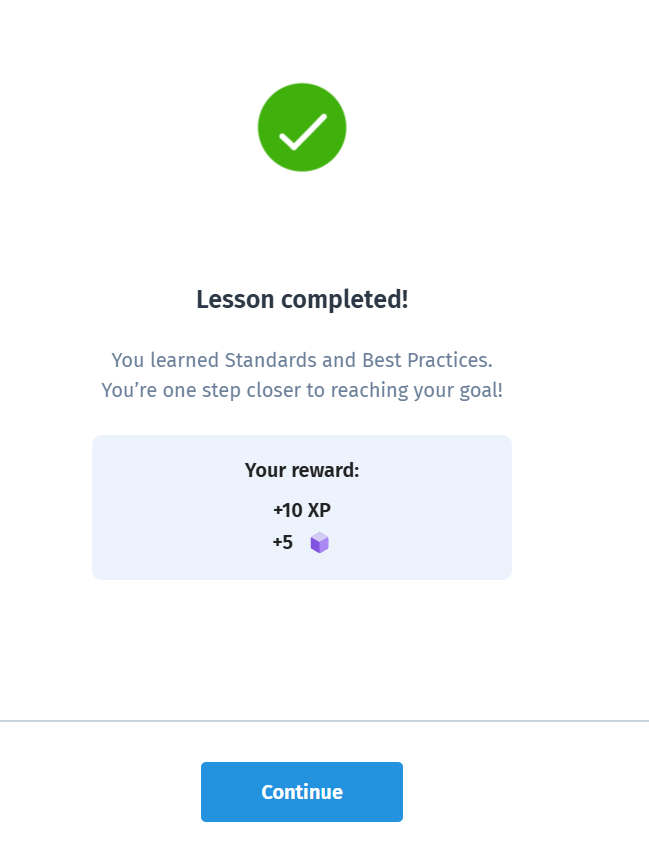 Lesson completed!
You learned Standards and Best Practices.
You’re one step closer to reaching your goal!
Your reward:
+10 XP
+5
Continue